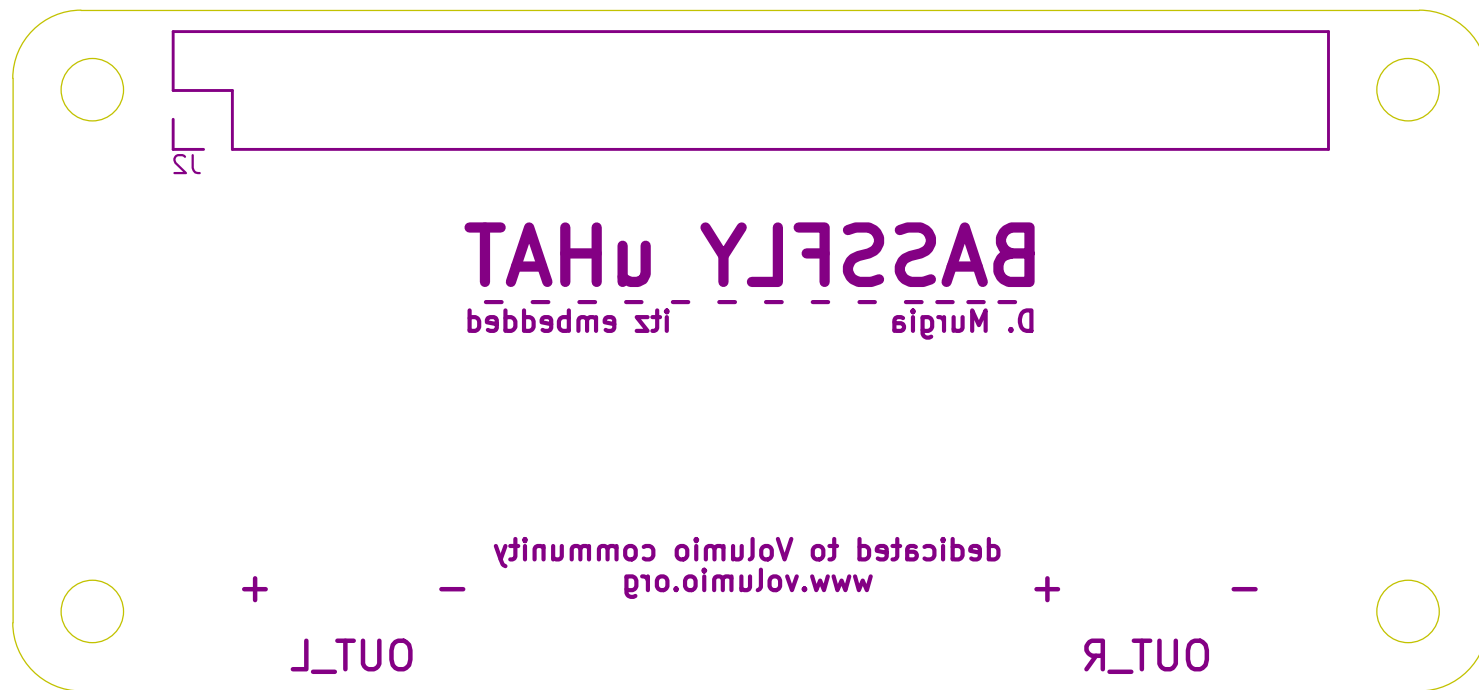 J2
BASSFLY uHAT
D. Murgia itz embedded
dedicated to Volumio community
www.volumio.org
+ - + -
OUT_L OUT_R